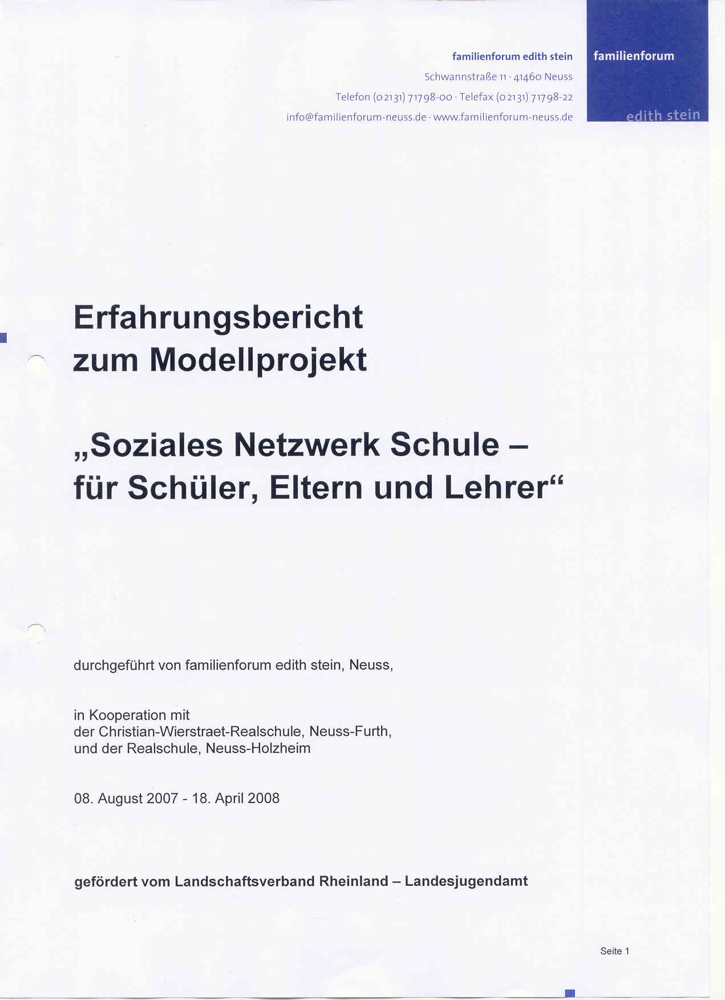 familienforum edith stein
Schwannstraße 11 · 41460 Neuss
Telefon (02131) 71798-00 · Telefax (02131) 71798-22
info@familienforum-neuss.de · www.familienforum-neuss.de
familienforum
edith stein
Erfahrungsbericht
zum Modellprojekt
„Soziales Netzwerk Schule –
für Schüler, Eltern und Lehrer“
durchgeführt von familienforum edith stein, Neuss,
in Kooperation mit
der Christian-Wierstraet-Realschule, Neuss-Furth,
und der Realschule, Neuss-Holzheim
08. August 2007 - 18. April 2008
gefördert vom Landschaftsverband Rheinland – Landesjugendamt
Seite 1